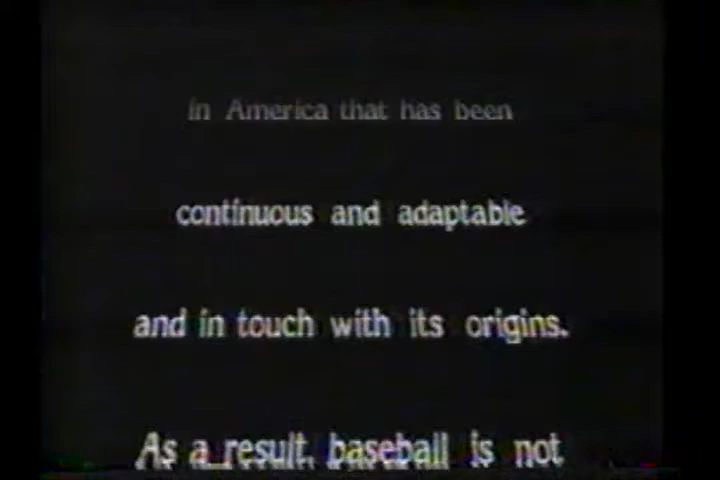 in America that has been
continuous and adaptable
and in touch with its origins.
As a result, baseball is not